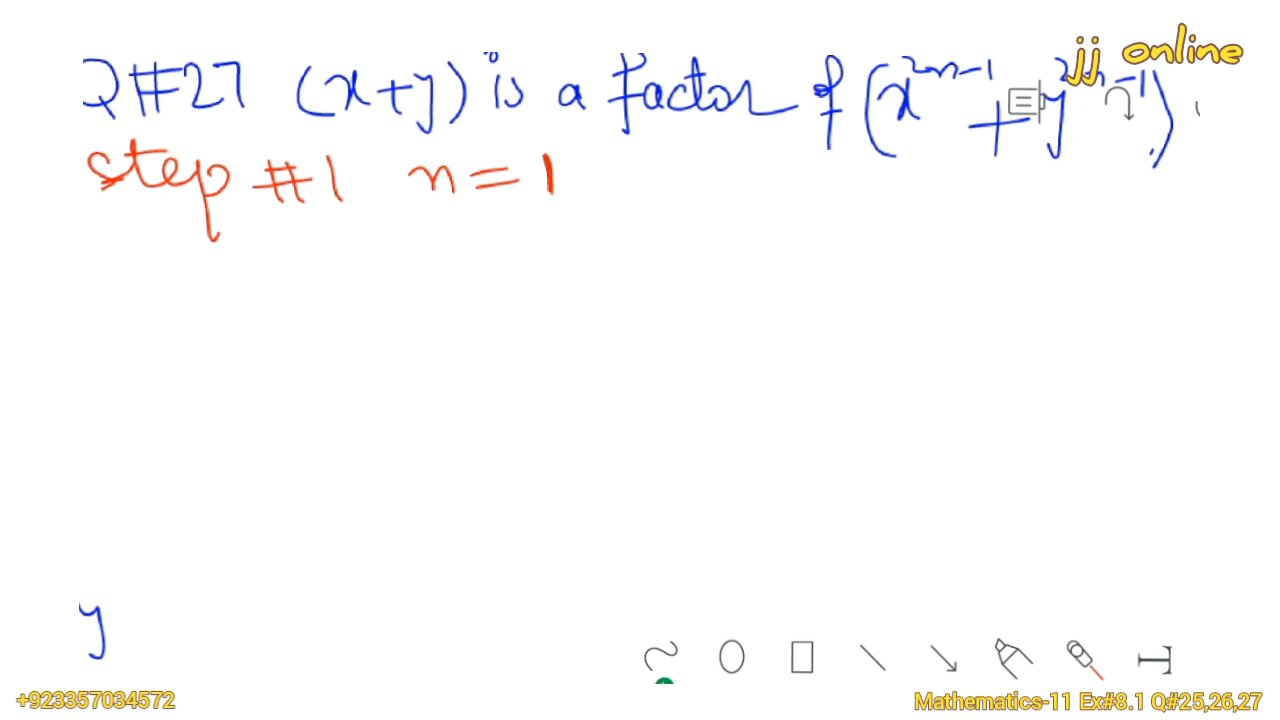 jj online
Q#27 (x+y) is a factor of (x^{2n-1} + y^{2n-1})
step #1 n=1
y
+923357034572
Mathematics-11 Ex#8.1 Q#25,26,27